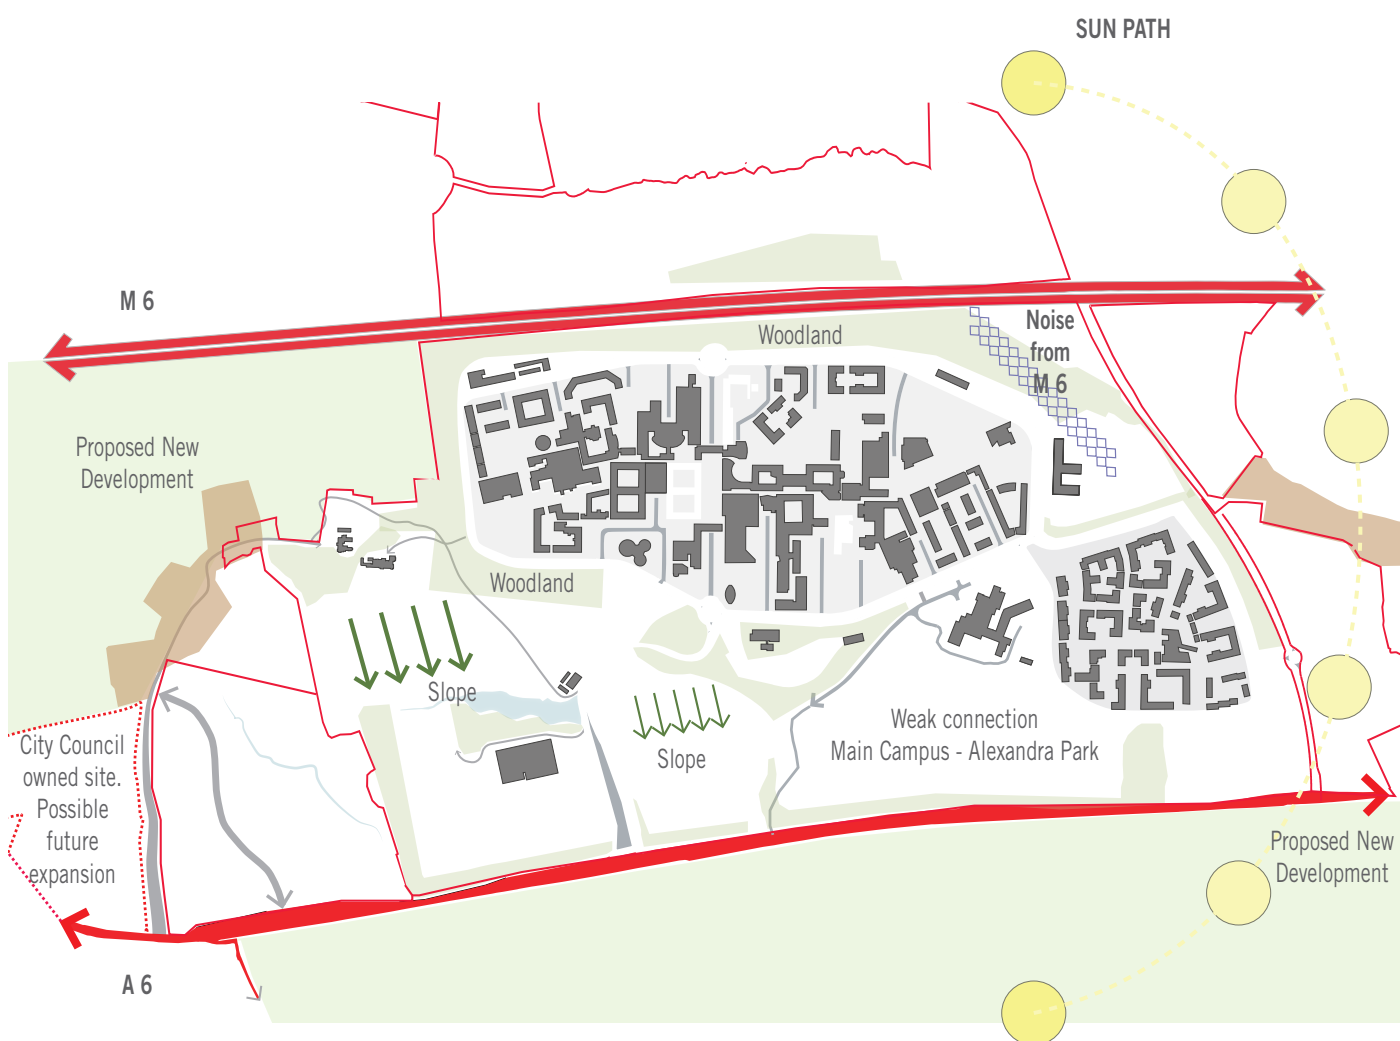 SUN PATH
M 6
Woodland
Noise
from
M 6
Proposed New
Development
Woodland
Slope
Slope
Weak connection
Main Campus - Alexandra Park
City Council
owned site.
Possible
future
expansion
Proposed New
Development
A 6